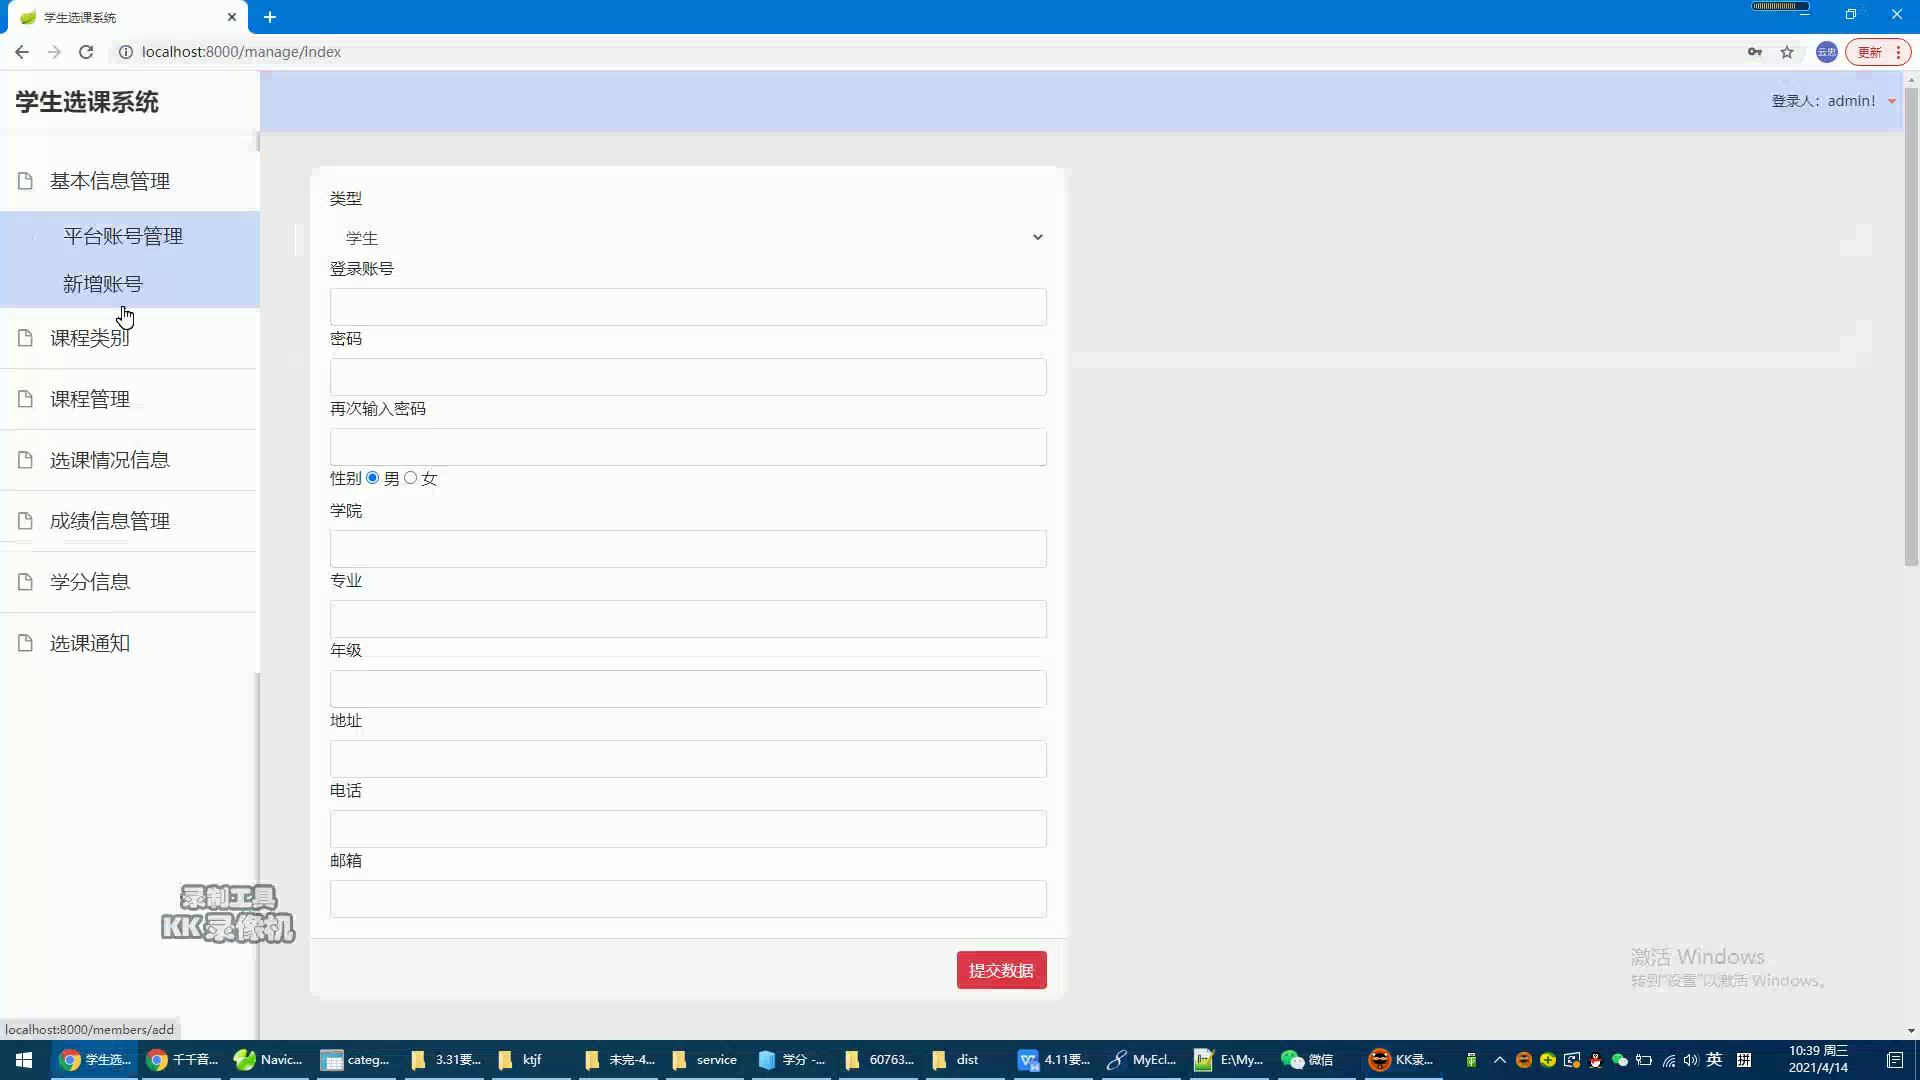 学生选课系统
localhost:8000/manage/index
云忠
更新
学生选课系统
登录人：admin!
基本信息管理
平台账号管理
新增账号
课程类别
课程管理
选课情况信息
成绩信息管理
学分信息
选课通知
类型
学生
登录账号
密码
再次输入密码
性别 男 女
学院
专业
年级
地址
电话
邮箱
提交数据
录制工具
KK录像机
激活 Windows
转到"设置"以激活 Windows。
localhost:8000/members/add
学生选...
千千音...
Navic...
categ...
3.31要...
ktjf
未完-4...
service
学分 -...
60763...
dist
4.11要...
MyEcl...
E:\My...
微信
KK录...
英
拼
10:39 周三
2021/4/14